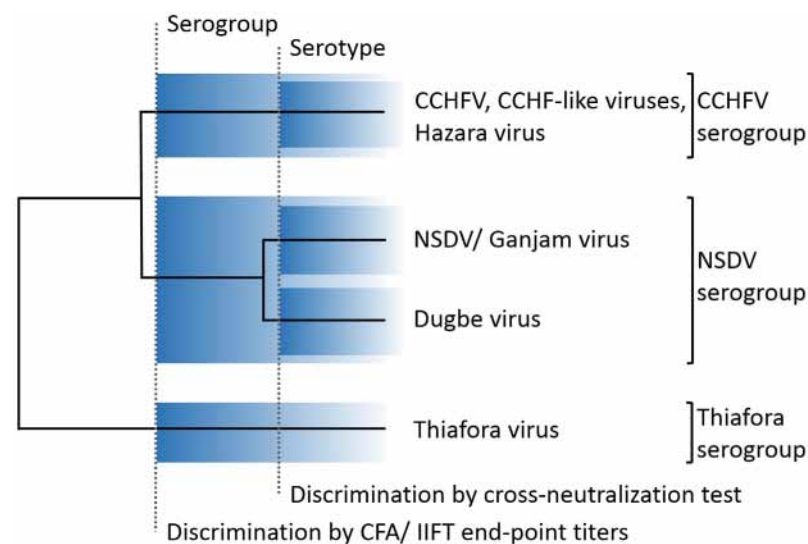 Serogroup
Serotype
CCHFV, CCHF-like viruses,
Hazara virus
CCHFV
serogroup
NSDV/ Ganjam virus
NSDV
serogroup
Dugbe virus
Thiafora virus
Thiafora
serogroup
Discrimination by cross-neutralization test
Discrimination by CFA/ IIFT end-point titers